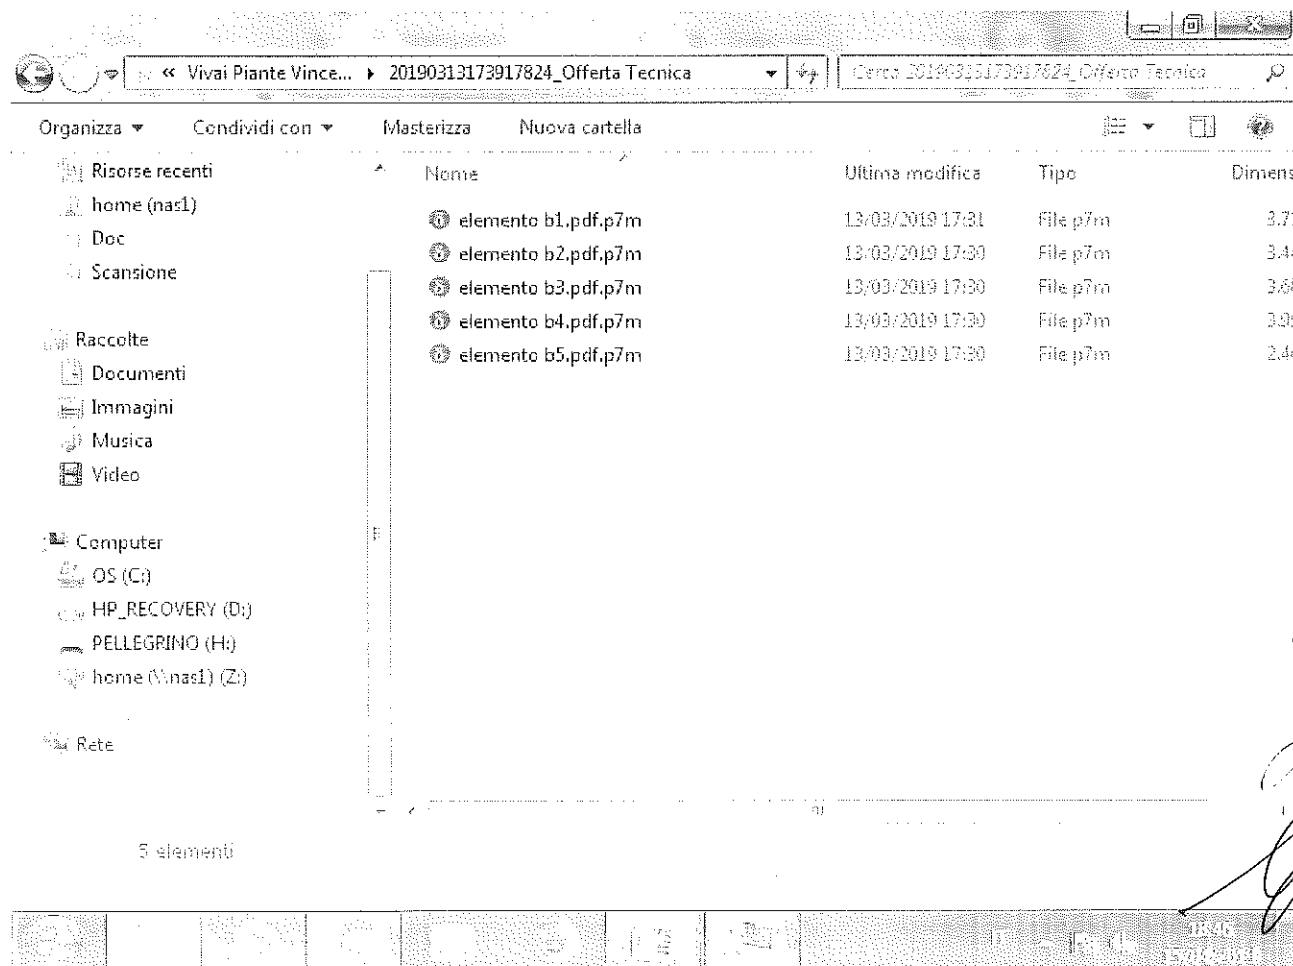 « Vivai Piante Vince... ▸ 20190313173917824_Offerta Tecnica
Cerca 20190313173917824_Offerta Tecnica
Organizza Condividi con Masterizza Nuova cartella
Nome Ultima modifica Tipo Dimens
Risorse recenti
home (nas1)
Doc
Scansione
Raccolte
Documenti
Immagini
Musica
Video
Computer
OS (C:)
HP_RECOVERY (D:)
PELLEGRINO (H:)
home (\\nas1) (Z:)
Rete
elemento b1.pdf.p7m 13/03/2019 17:31 File p7m
elemento b2.pdf.p7m 13/03/2019 17:30 File p7m
elemento b3.pdf.p7m 13/03/2019 17:30 File p7m
elemento b4.pdf.p7m 13/03/2019 17:30 File p7m
elemento b5.pdf.p7m 13/03/2019 17:30 File p7m
5 elementi